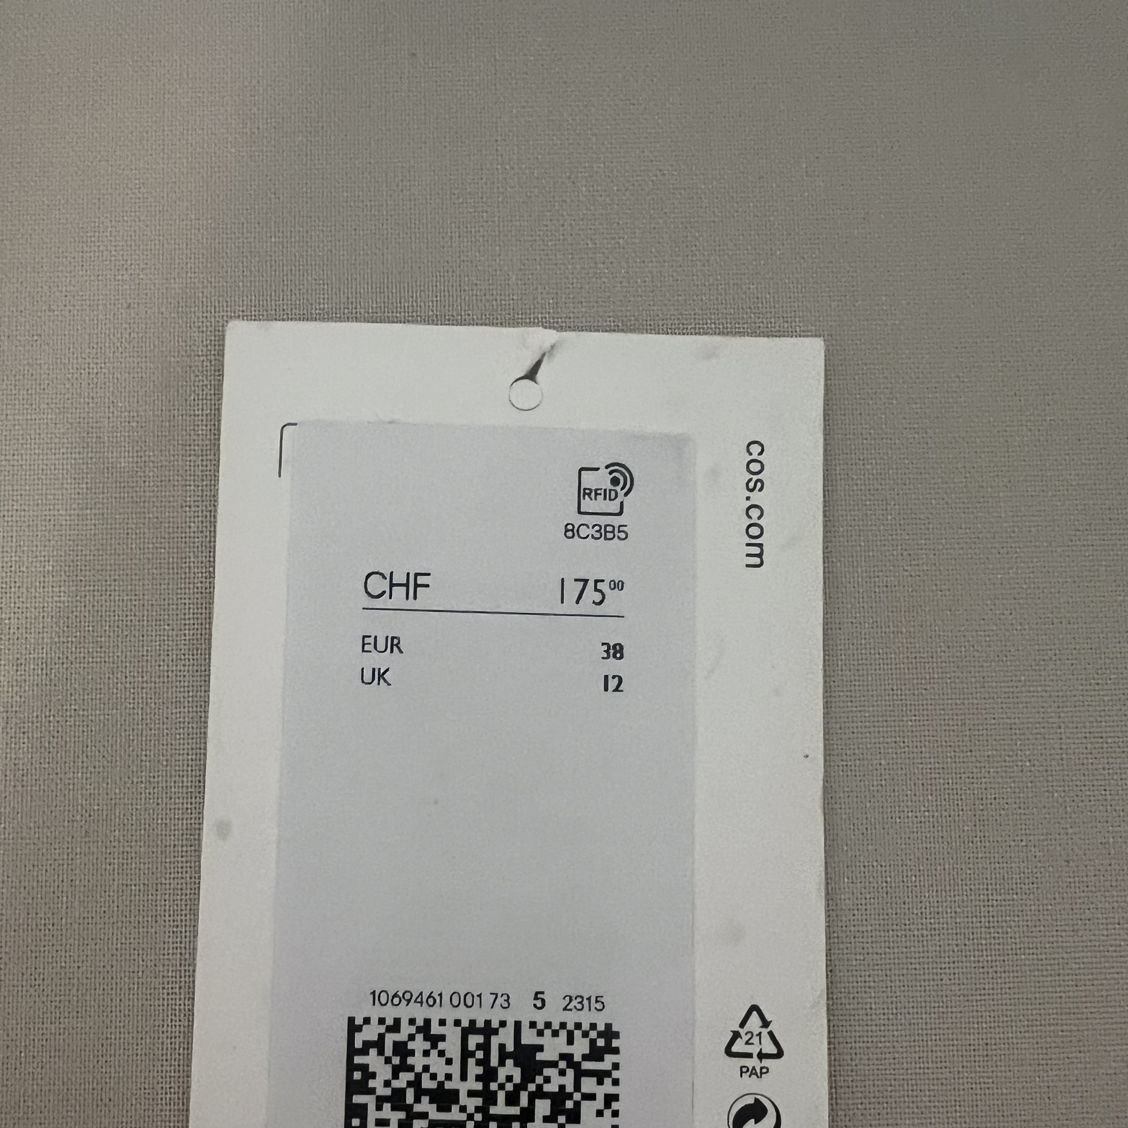 RFID
8C3B5
cos.com
CHF 175⁰⁰
EUR 38
UK 12
1069461 001 73 5 2315
21
PAP